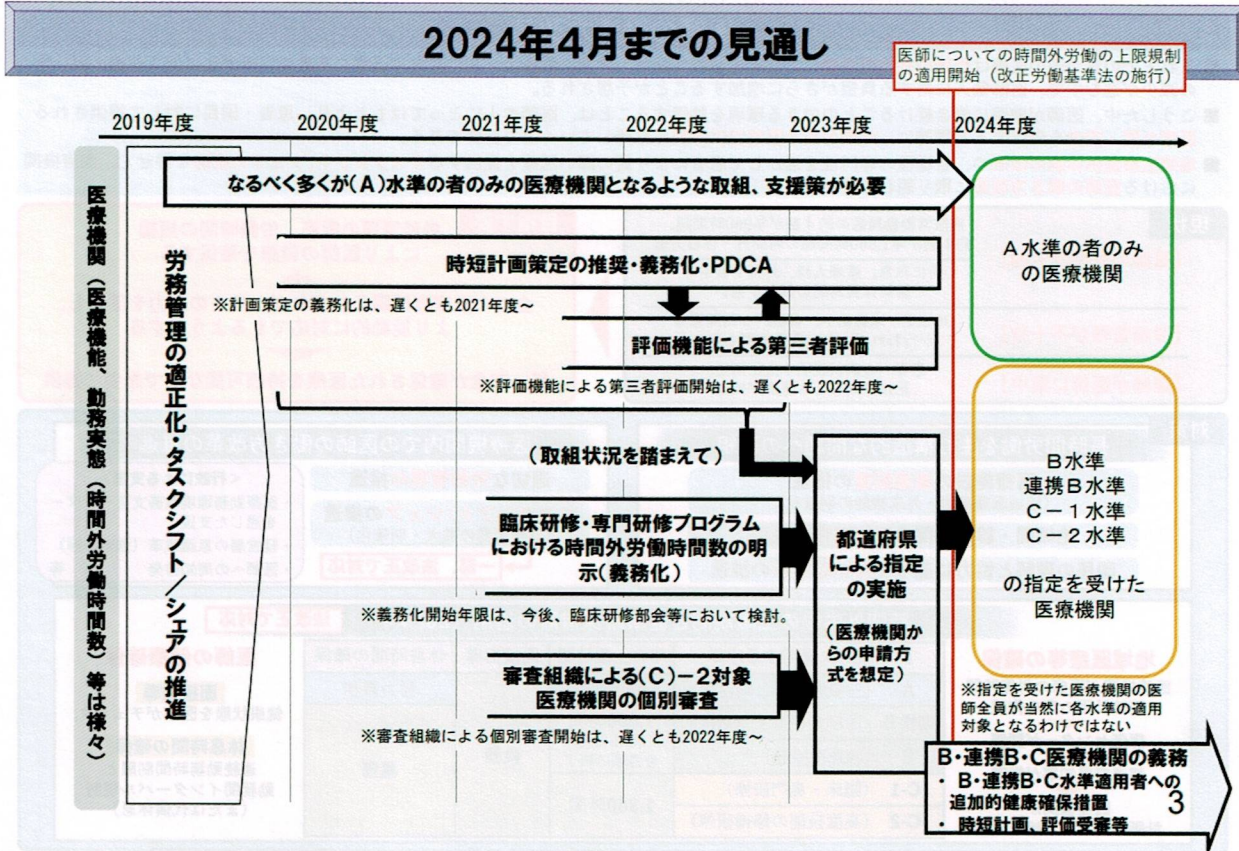 2024年4月までの見通し
医師についての時間外労働の上限規制
の適用開始（改正労働基準法の施行）
2019年度
2020年度
2021年度
2022年度
2023年度
2024年度
医療機関（医療機能、勤務実態（時間外労働時間数）等は様々）
労務管理の適正化・タスクシフト／シェアの推進
なるべく多くが（A）水準の者のみの医療機関となるような取組、支援策が必要
時短計画策定の推奨・義務化・PDCA
※計画策定の義務化は、遅くとも2021年度～
評価機能による第三者評価
※評価機能による第三者評価開始は、遅くとも2022年度～
（取組状況を踏まえて）
臨床研修・専門研修プログラム
における時間外労働時間数の明
示（義務化）
※義務化開始年限は、今後、臨床研修部会等において検討。
審査組織による（C）－2対象
医療機関の個別審査
※審査組織による個別審査開始は、遅くとも2022年度～
都道府県
による指定
の実施
（医療機関か
らの申請方
式を想定）
A水準の者のみ
の医療機関
B水準
連携B水準
C－1水準
C－2水準
の指定を受けた
医療機関
※指定を受けた医療機関の医
師全員が当然に各水準の適用
対象となるわけではない
B・連携B・C医療機関の義務
・ B・連携B・C水準適用者への
追加的健康確保措置
・ 時短計画、評価受審等
3